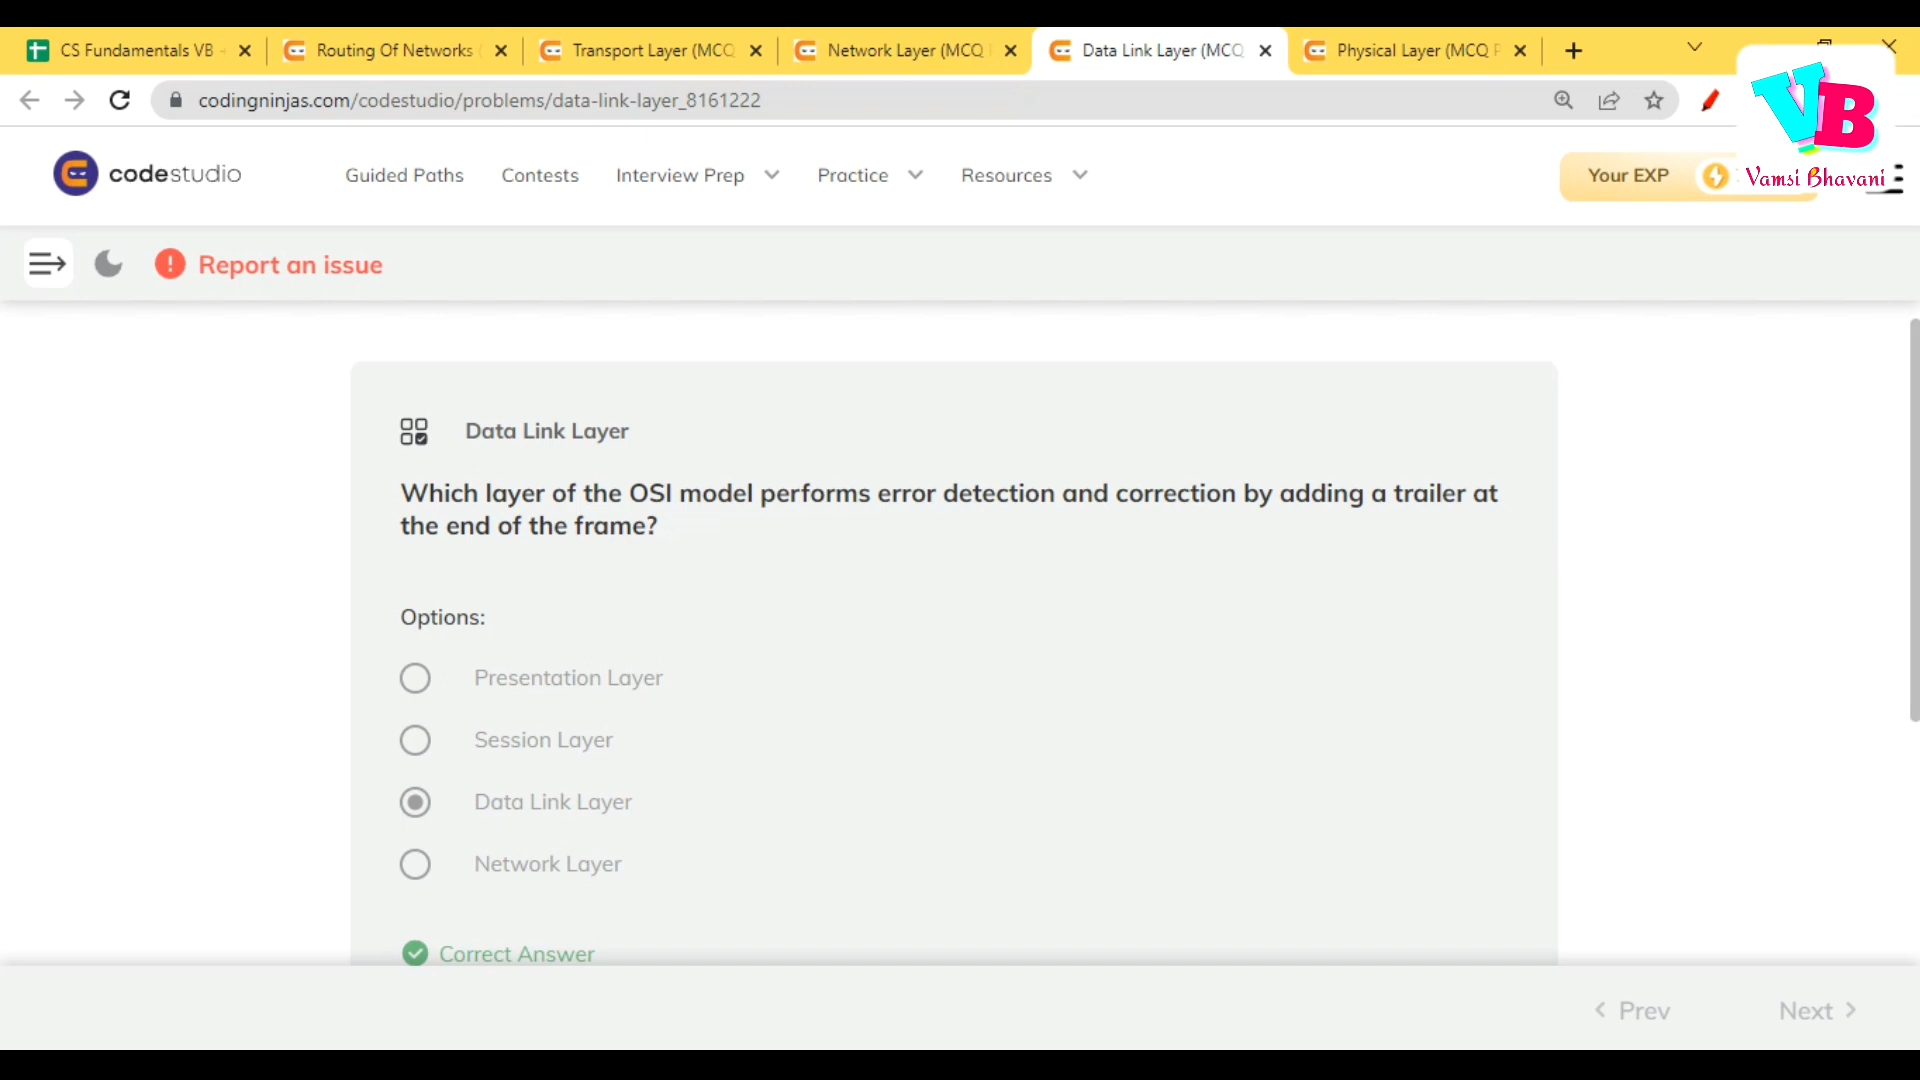 CS Fundamentals VB -
Routing Of Networks (
Transport Layer (MCQ
Network Layer (MCQ
Data Link Layer (MCQ
Physical Layer (MCQ P
codingninjas.com/codestudio/problems/data-link-layer_8161222
VB
Vamsi Bhavani
codestudio
Guided Paths
Contests
Interview Prep
Practice
Resources
Your EXP
Report an issue
Data Link Layer
Which layer of the OSI model performs error detection and correction by adding a trailer at
the end of the frame?
Options:
Presentation Layer
Session Layer
Data Link Layer
Network Layer
Correct Answer
Prev
Next